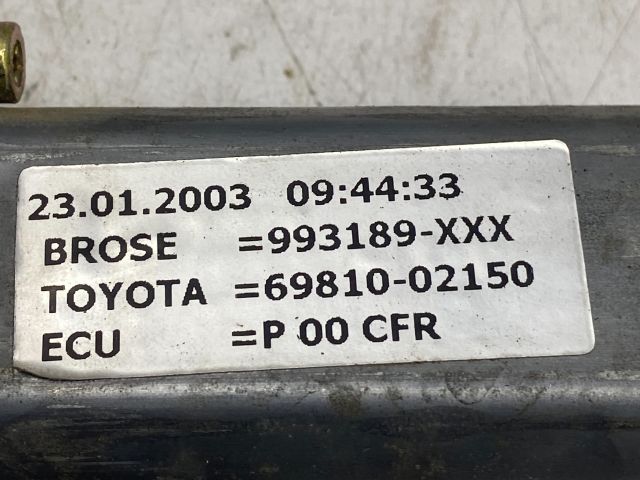 23.01.2003 09:44:33
BROSE =993189-XXX
TOYOTA =69810-02150
ECU =P 00 CFR